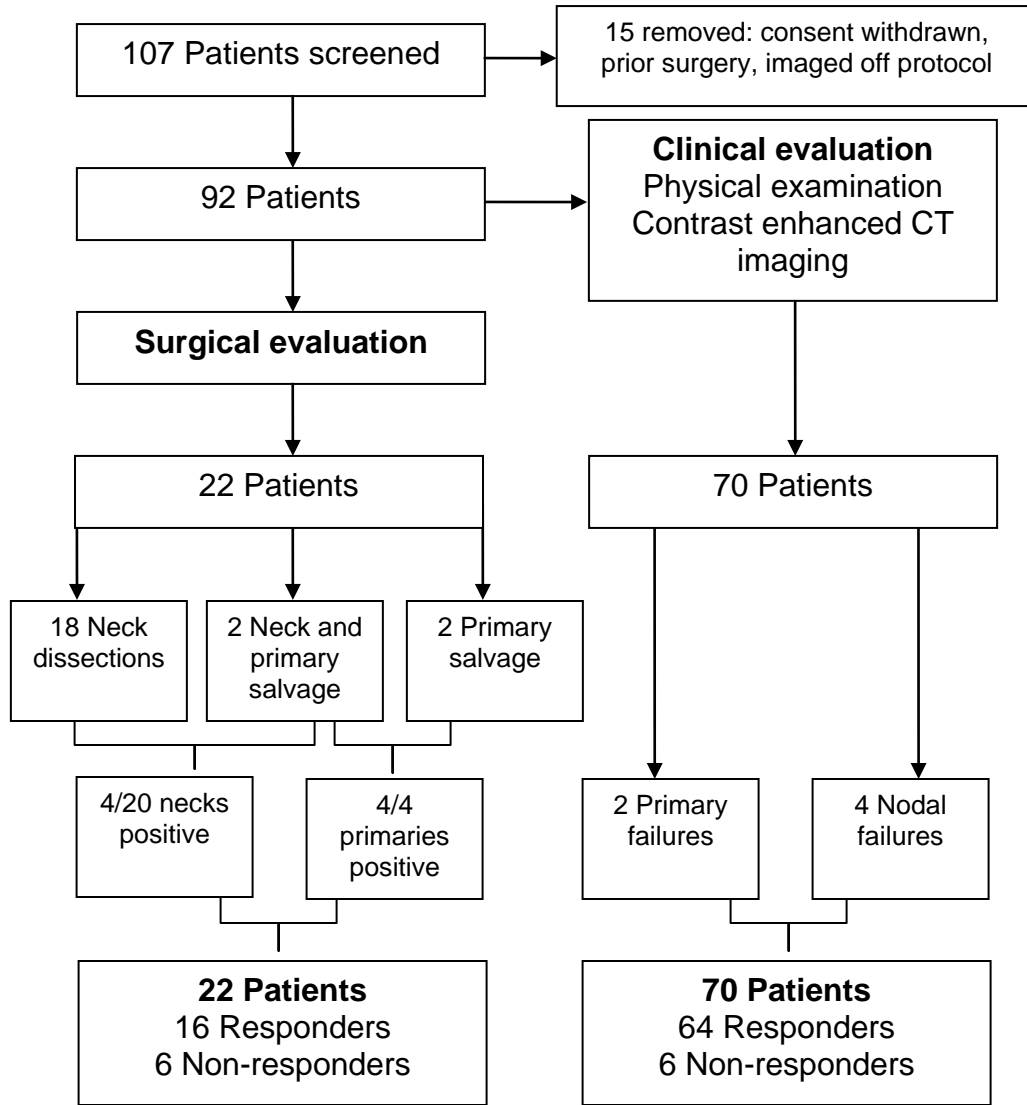 107 Patients screened
15 removed: consent withdrawn,
prior surgery, imaged off protocol
92 Patients
Clinical evaluation
Physical examination
Contrast enhanced CT
imaging
Surgical evaluation
22 Patients
70 Patients
18 Neck
dissections
2 Neck and
primary
salvage
2 Primary
salvage
4/20 necks
positive
4/4
primaries
positive
2 Primary
failures
4 Nodal
failures
22 Patients
16 Responders
6 Non-responders
70 Patients
64 Responders
6 Non-responders